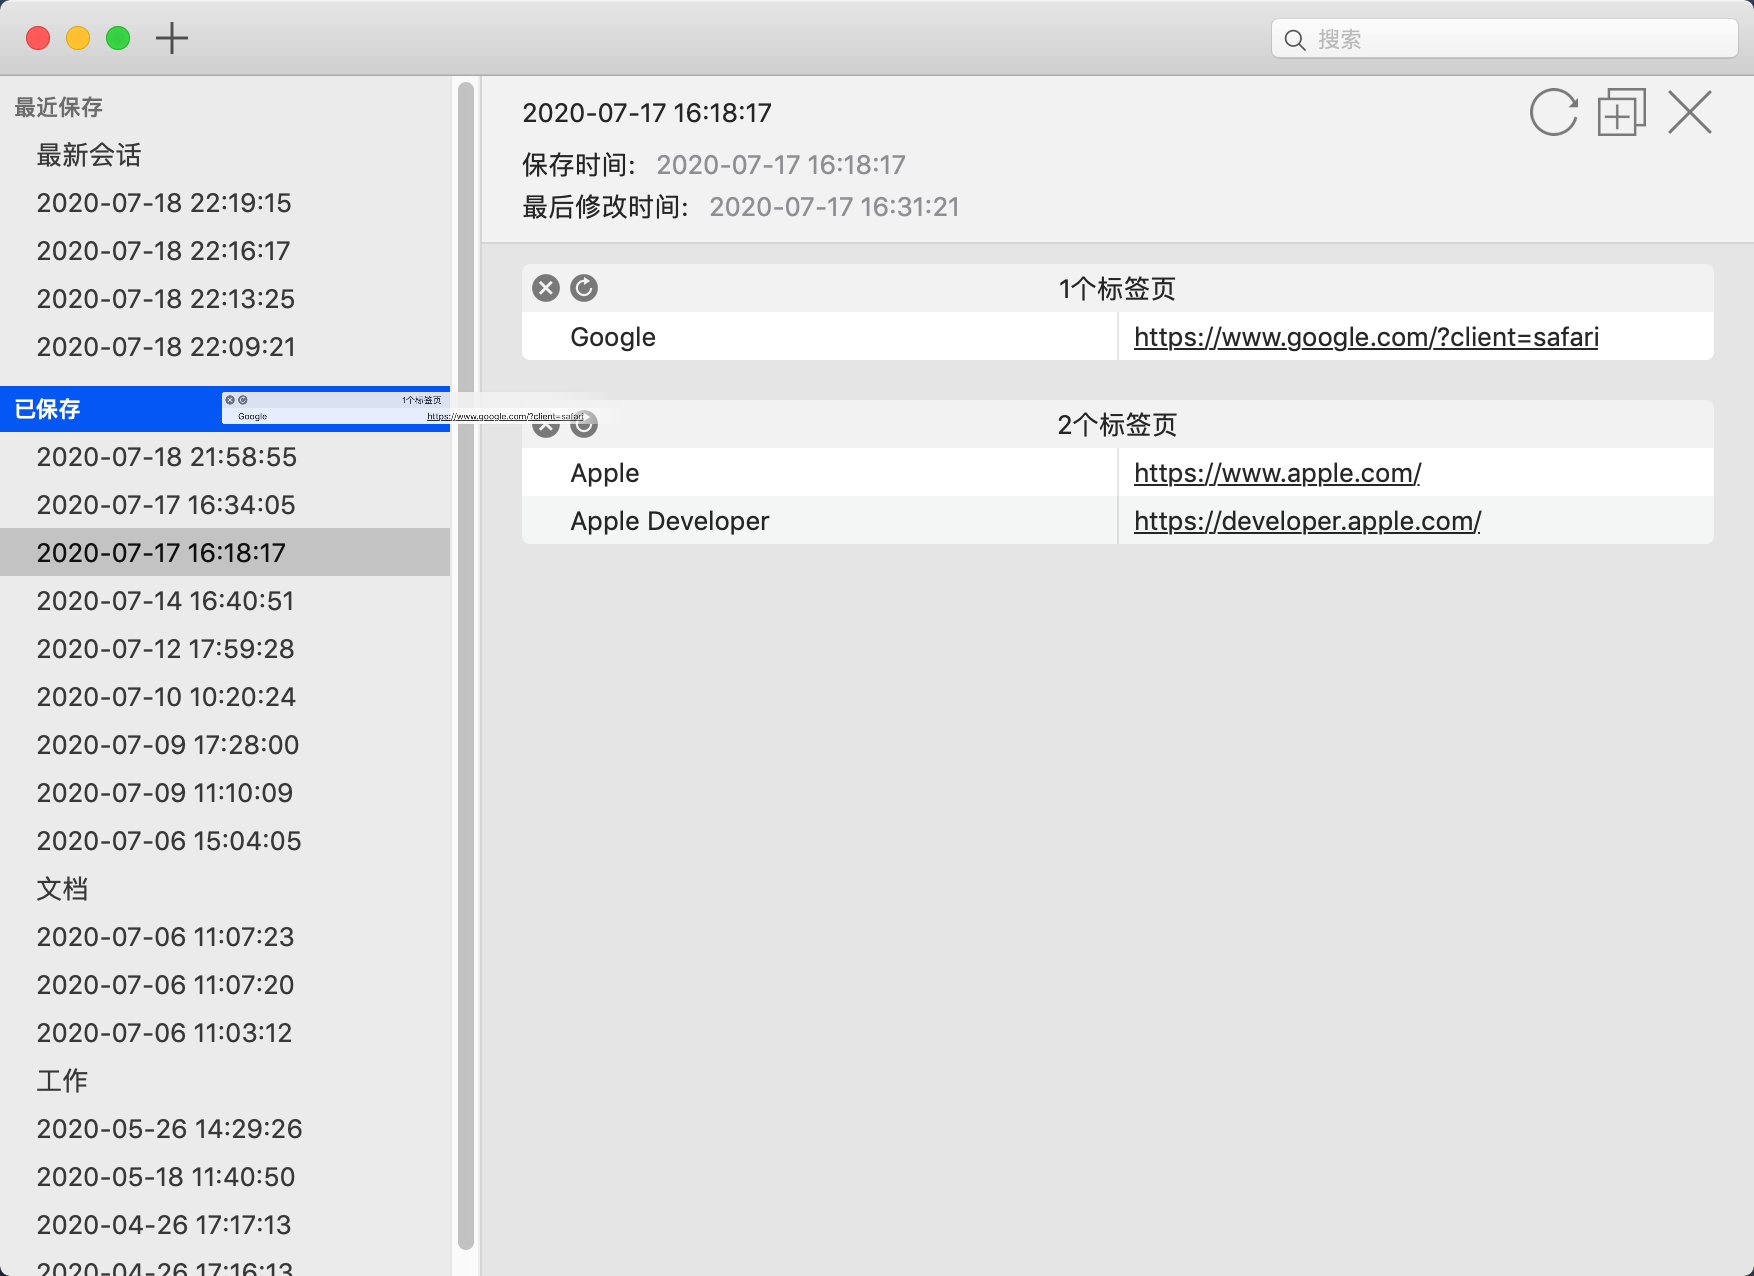 搜索
最近保存
最新会话
2020-07-18 22:19:15
2020-07-18 22:16:17
2020-07-18 22:13:25
2020-07-18 22:09:21
已保存
2020-07-18 21:58:55
2020-07-17 16:34:05
2020-07-17 16:18:17
2020-07-14 16:40:51
2020-07-12 17:59:28
2020-07-10 10:20:24
2020-07-09 17:28:00
2020-07-09 11:10:09
2020-07-06 15:04:05
文档
2020-07-06 11:07:23
2020-07-06 11:07:20
2020-07-06 11:03:12
工作
2020-05-26 14:29:26
2020-05-18 11:40:50
2020-04-26 17:17:13
2020-04-26 17:16:13
2020-07-17 16:18:17
保存时间: 2020-07-17 16:18:17
最后修改时间: 2020-07-17 16:31:21
1个标签页
Google https://www.google.com/?client=safari
1个标签页
Google https://www.google.com/?client=safari
2个标签页
Apple https://www.apple.com/
Apple Developer https://developer.apple.com/